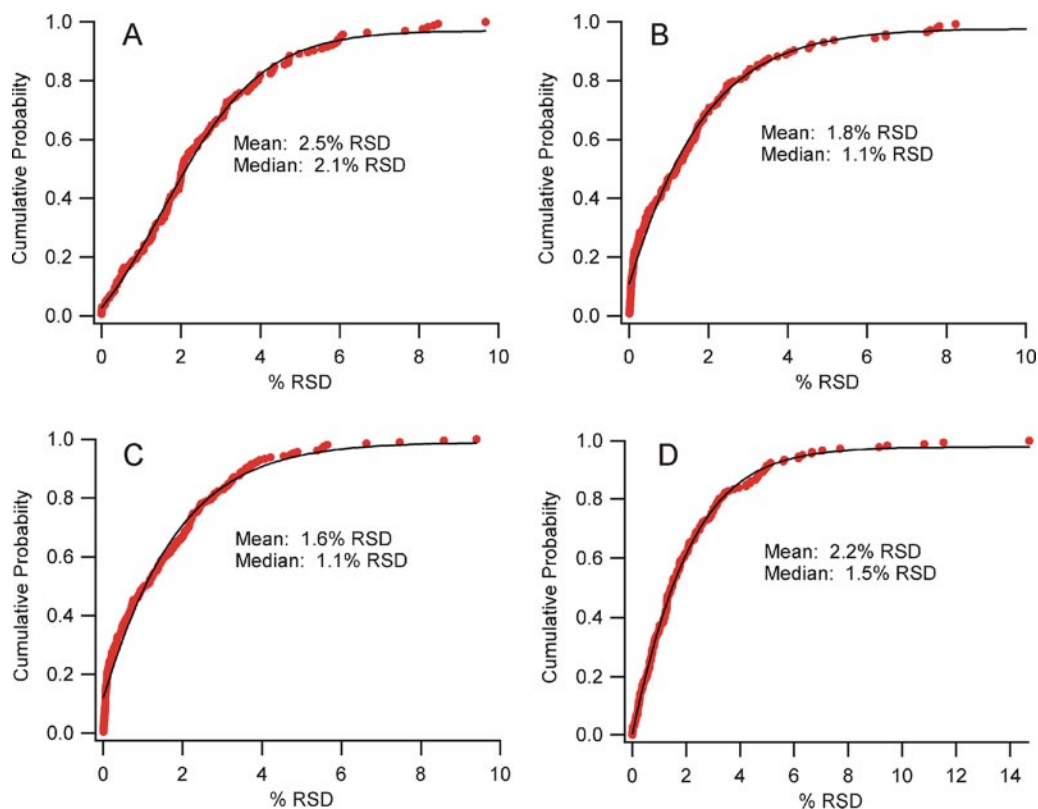 A
1.0
0.8
0.6
0.4
0.2
0.0
Cumulative Probabiity
Mean: 2.5% RSD
Median: 2.1% RSD
0 2 4 6 8 10
% RSD
B
1.0
0.8
0.6
0.4
0.2
0.0
Cumulative Probabiity
Mean: 1.8% RSD
Median: 1.1% RSD
0 2 4 6 8 10
% RSD
C
1.0
0.8
0.6
0.4
0.2
0.0
Cumulative Probabiity
Mean: 1.6% RSD
Median: 1.1% RSD
0 2 4 6 8 10
% RSD
D
1.0
0.8
0.6
0.4
0.2
0.0
Cumulative Probabiity
Mean: 2.2% RSD
Median: 1.5% RSD
0 2 4 6 8 10 12 14
% RSD